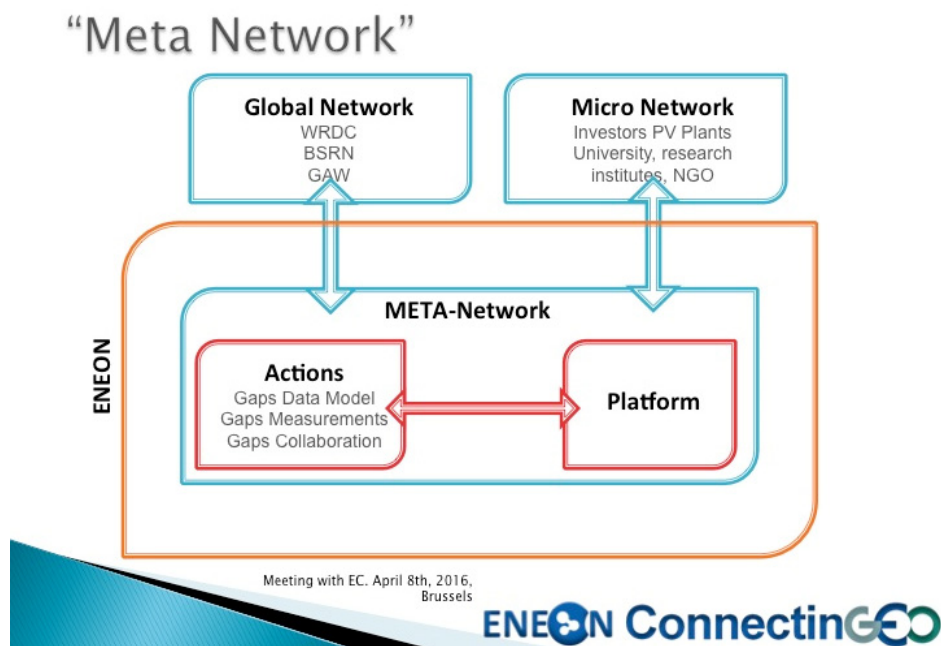 “Meta Network”
Global Network
WRDC
BSRN
GAW
Micro Network
Investors PV Plants
University, research
institutes, NGO
ENEON
META-Network
Actions
Gaps Data Model
Gaps Measurements
Gaps Collaboration
Platform
Meeting with EC. April 8th, 2016,
Brussels
ENEON ConnectinGEO